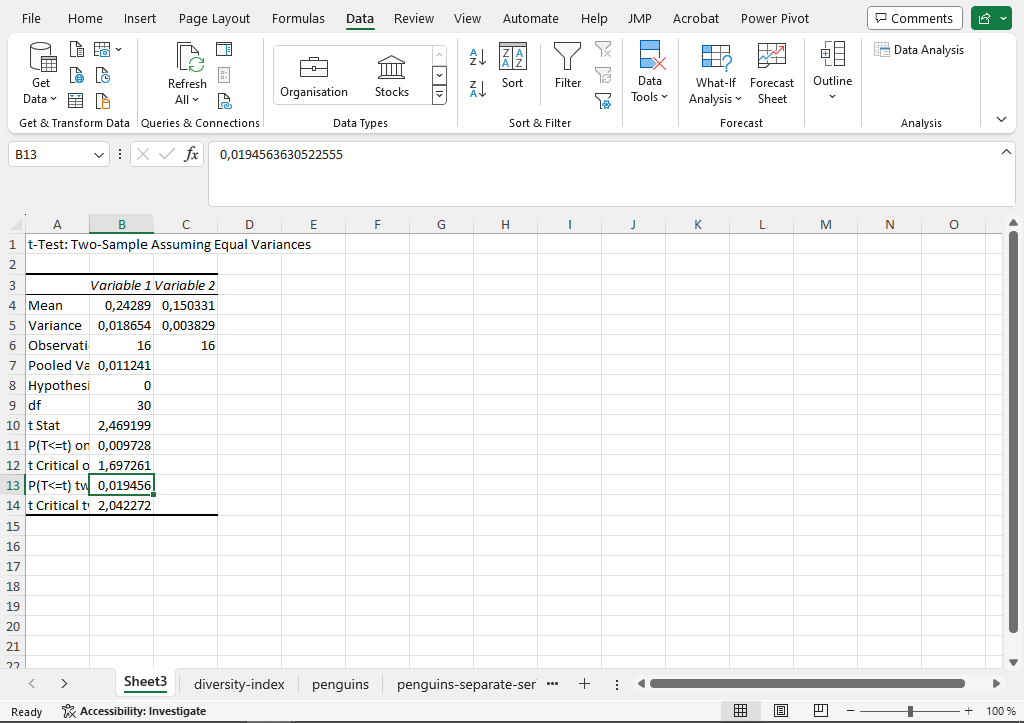 File Home Insert Page Layout Formulas Data Review View Automate Help JMP Acrobat Power Pivot Comments
Get Data
Refresh All
Organisation
Stocks
Sort
Filter
Data Tools
What-If Analysis
Forecast Sheet
Outline
Data Analysis
Get & Transform Data Queries & Connections Data Types Sort & Filter Forecast Analysis
B13 fx 0,0194563630522555
A B C D E F G H I J K L M N O
1 t-Test: Two-Sample Assuming Equal Variances
2
3 Variable 1 Variable 2
4 Mean 0,24289 0,150331
5 Variance 0,018654 0,003829
6 Observati 16 16
7 Pooled Va 0,011241
8 Hypothesi 0
9 df 30
10 t Stat 2,469199
11 P(T<=t) on 0,009728
12 t Critical o 1,697261
13 P(T<=t) tw 0,019456
14 t Critical tw 2,042272
15
16
17
18
19
20
21
22
Sheet3 diversity-index penguins penguins-separate-ser
Ready Accessibility: Investigate 100 %